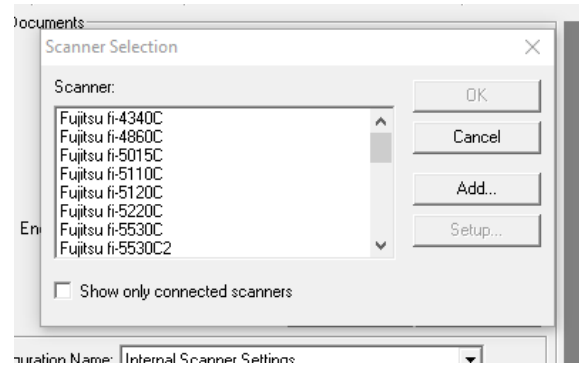 Documents
Scanner Selection
Scanner:
Fujitsu fi-4340C
Fujitsu fi-4860C
Fujitsu fi-5015C
Fujitsu fi-5110C
Fujitsu fi-5120C
Fujitsu fi-5220C
Fujitsu fi-5530C
Fujitsu fi-5530C2
OK
Cancel
Add...
Setup...
Show only connected scanners
Name: Internal Scanner Settings